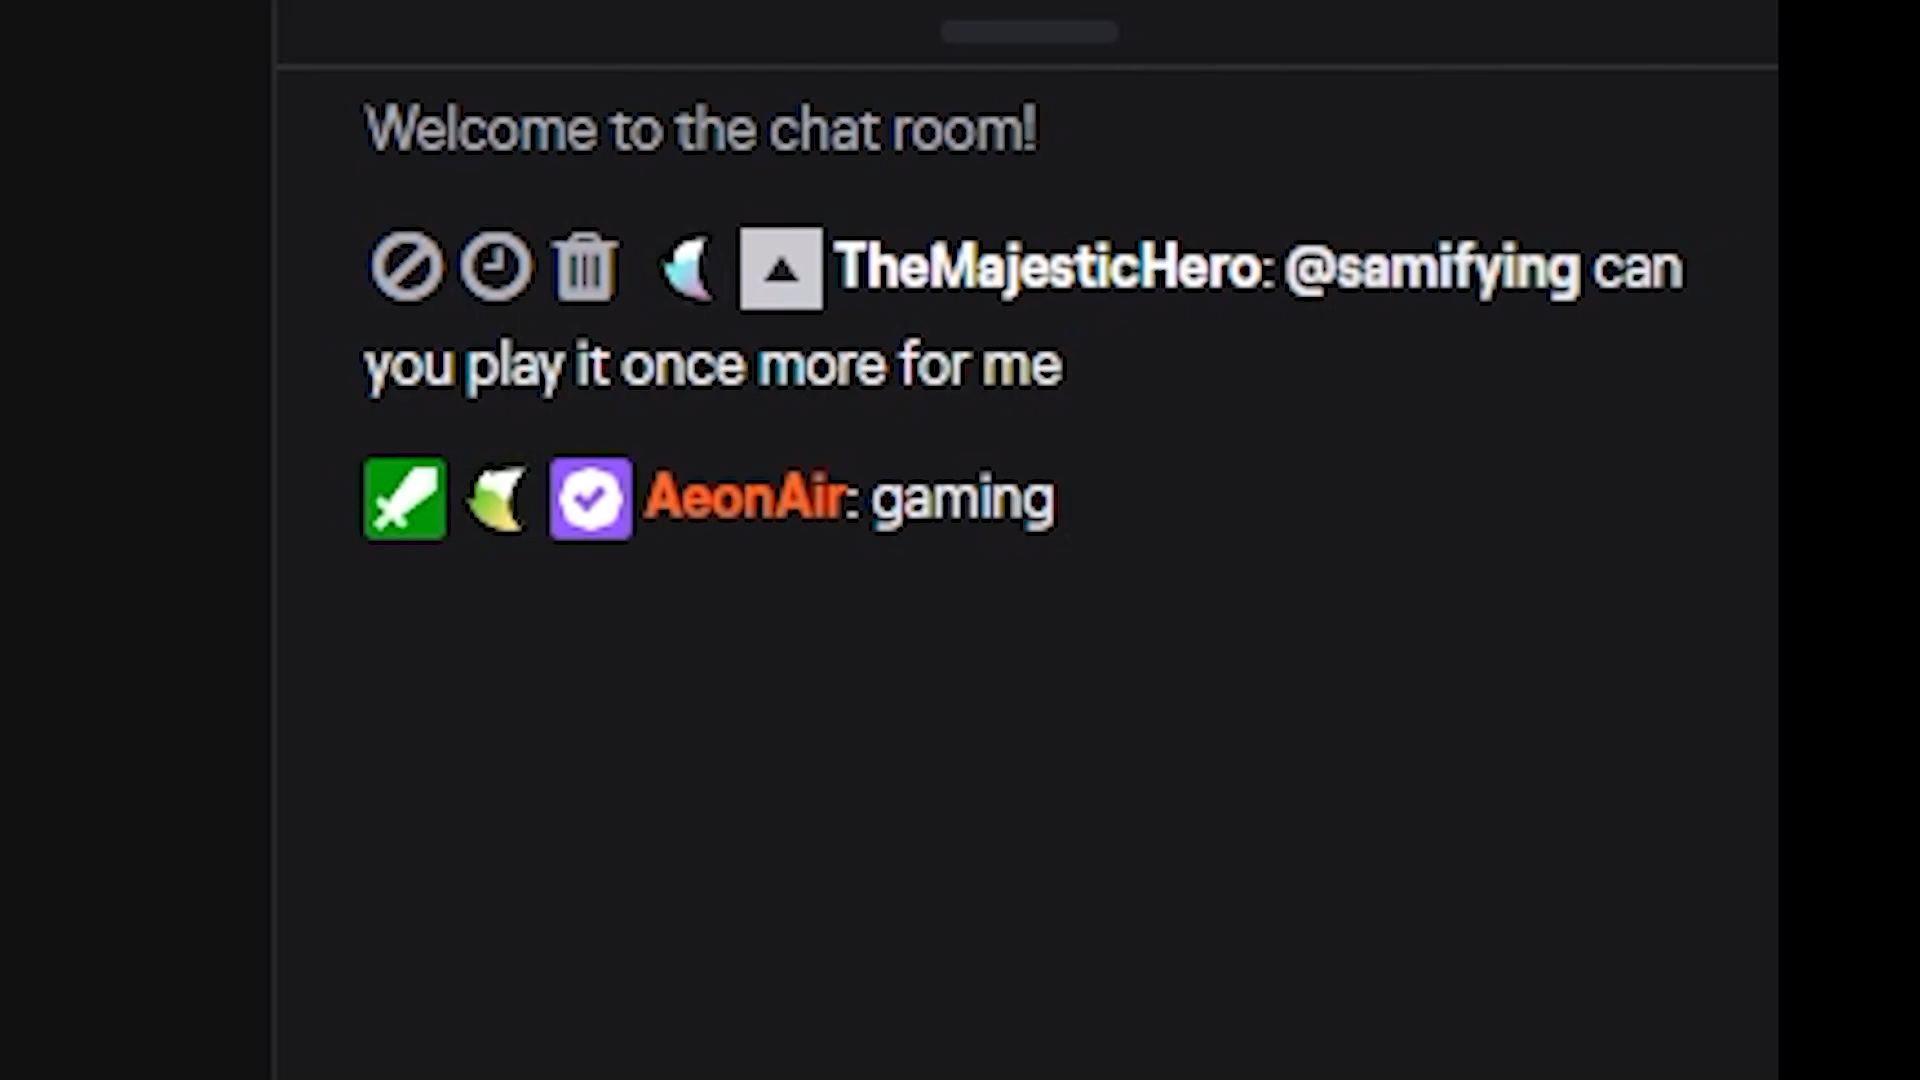 Welcome to the chat room!
TheMajesticHero: @samifying can
you play it once more for me
AeonAir: gaming